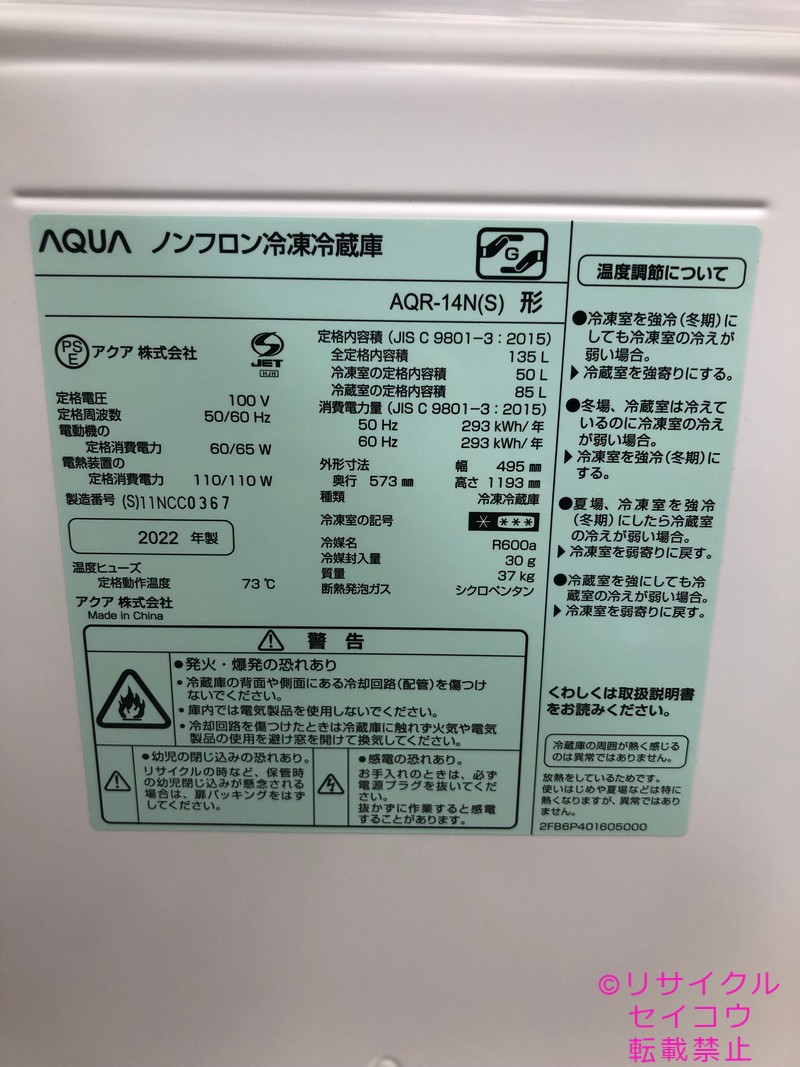 AQUA ノンフロン冷凍冷蔵庫
G
AQR-14N(S) 形
PS E アクア 株式会社
S JET
HJH
定格電圧 100 V
定格周波数 50/60 Hz
電動機の
定格消費電力 60/65 W
電熱装置の
定格消費電力 110/110 W
製造番号 (S)11NCC0367
2022 年製
温度ヒューズ
定格動作温度 73 ℃
アクア 株式会社
Made in China
定格内容積 (JIS C 9801-3 : 2015)
全定格内容積 135 L
冷凍室の定格内容積 50 L
冷蔵室の定格内容積 85 L
消費電力量 (JIS C 9801-3 : 2015)
50 Hz 293 kWh/年
60 Hz 293 kWh/年
外形寸法 幅 495 ㎜
奥行 573 ㎜ 高さ 1193 ㎜
種類 冷凍冷蔵庫
冷凍室の記号 * ***
冷媒名 R600a
冷媒封入量 30 g
質量 37 kg
断熱発泡ガス シクロペンタン
⚠ 警告
●発火・爆発の恐れあり
・冷蔵庫の背面や側面にある冷却回路(配管)を傷つけ
ないでください。
・庫内では電気製品を使用しないでください。
・冷却回路を傷つけたときは冷蔵庫に触れず火気や電気
製品の使用を避け窓を開けて換気してください。
●幼児の閉じ込みの恐れあり。
リサイクルの時など、保管時
の幼児閉じ込みが懸念される
場合は、扉パッキングをはず
してください。
●感電の恐れあり。
お手入れのときは、必ず
電源プラグを抜いてくだ
さい。
抜かずに作業すると感電
することがあります。
温度調節について
●冷凍室を強冷(冬期)に
しても冷凍室の冷えが
弱い場合。
▶冷蔵室を強寄りにする。
●冬場、冷蔵室は冷えて
いるのに冷凍室の冷え
が弱い場合。
▶冷凍室を強冷(冬期)に
する。
●夏場、冷凍室を強冷
(冬期)にしたら冷蔵室
の冷えが弱い場合。
▶冷凍室を弱寄りに戻す。
●冷蔵室を強にしても冷
蔵室の冷えが弱い場合。
▶冷凍室を弱寄りに戻す。
くわしくは取扱説明書
をお読みください。
冷蔵庫の周囲が熱く感じる
のは異常ではありません。
放熱をしているためです。
使いはじめや夏場などは特に
熱くなりますが、異常ではあり
ません。
2FB6P401605000
©リサイクル
セイコウ
転載禁止